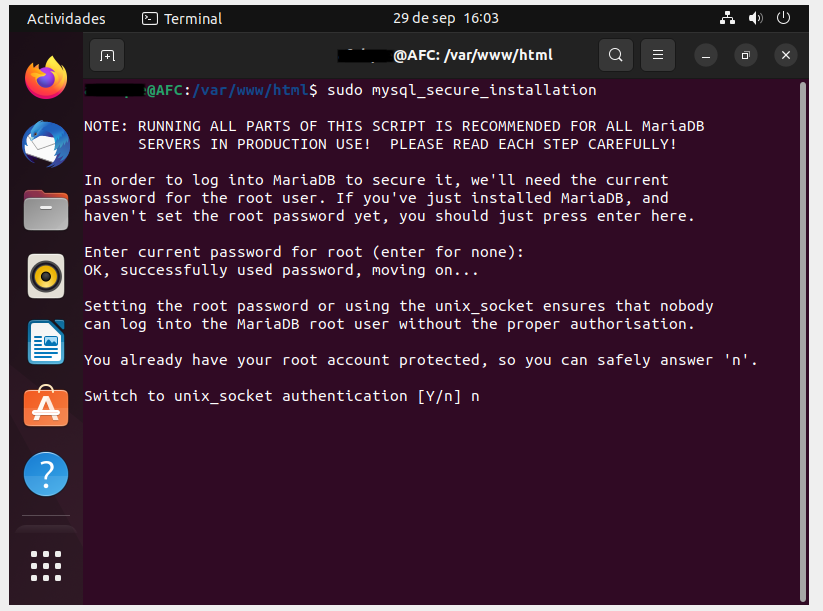 Actividades
Terminal
29 de sep 16:03
@AFC: /var/www/html
@AFC:/var/www/html$ sudo mysql_secure_installation
NOTE: RUNNING ALL PARTS OF THIS SCRIPT IS RECOMMENDED FOR ALL MariaDB
SERVERS IN PRODUCTION USE!  PLEASE READ EACH STEP CAREFULLY!
In order to log into MariaDB to secure it, we'll need the current
password for the root user. If you've just installed MariaDB, and
haven't set the root password yet, you should just press enter here.
Enter current password for root (enter for none):
OK, successfully used password, moving on...
Setting the root password or using the unix_socket ensures that nobody
can log into the MariaDB root user without the proper authorisation.
You already have your root account protected, so you can safely answer 'n'.
Switch to unix_socket authentication [Y/n] n